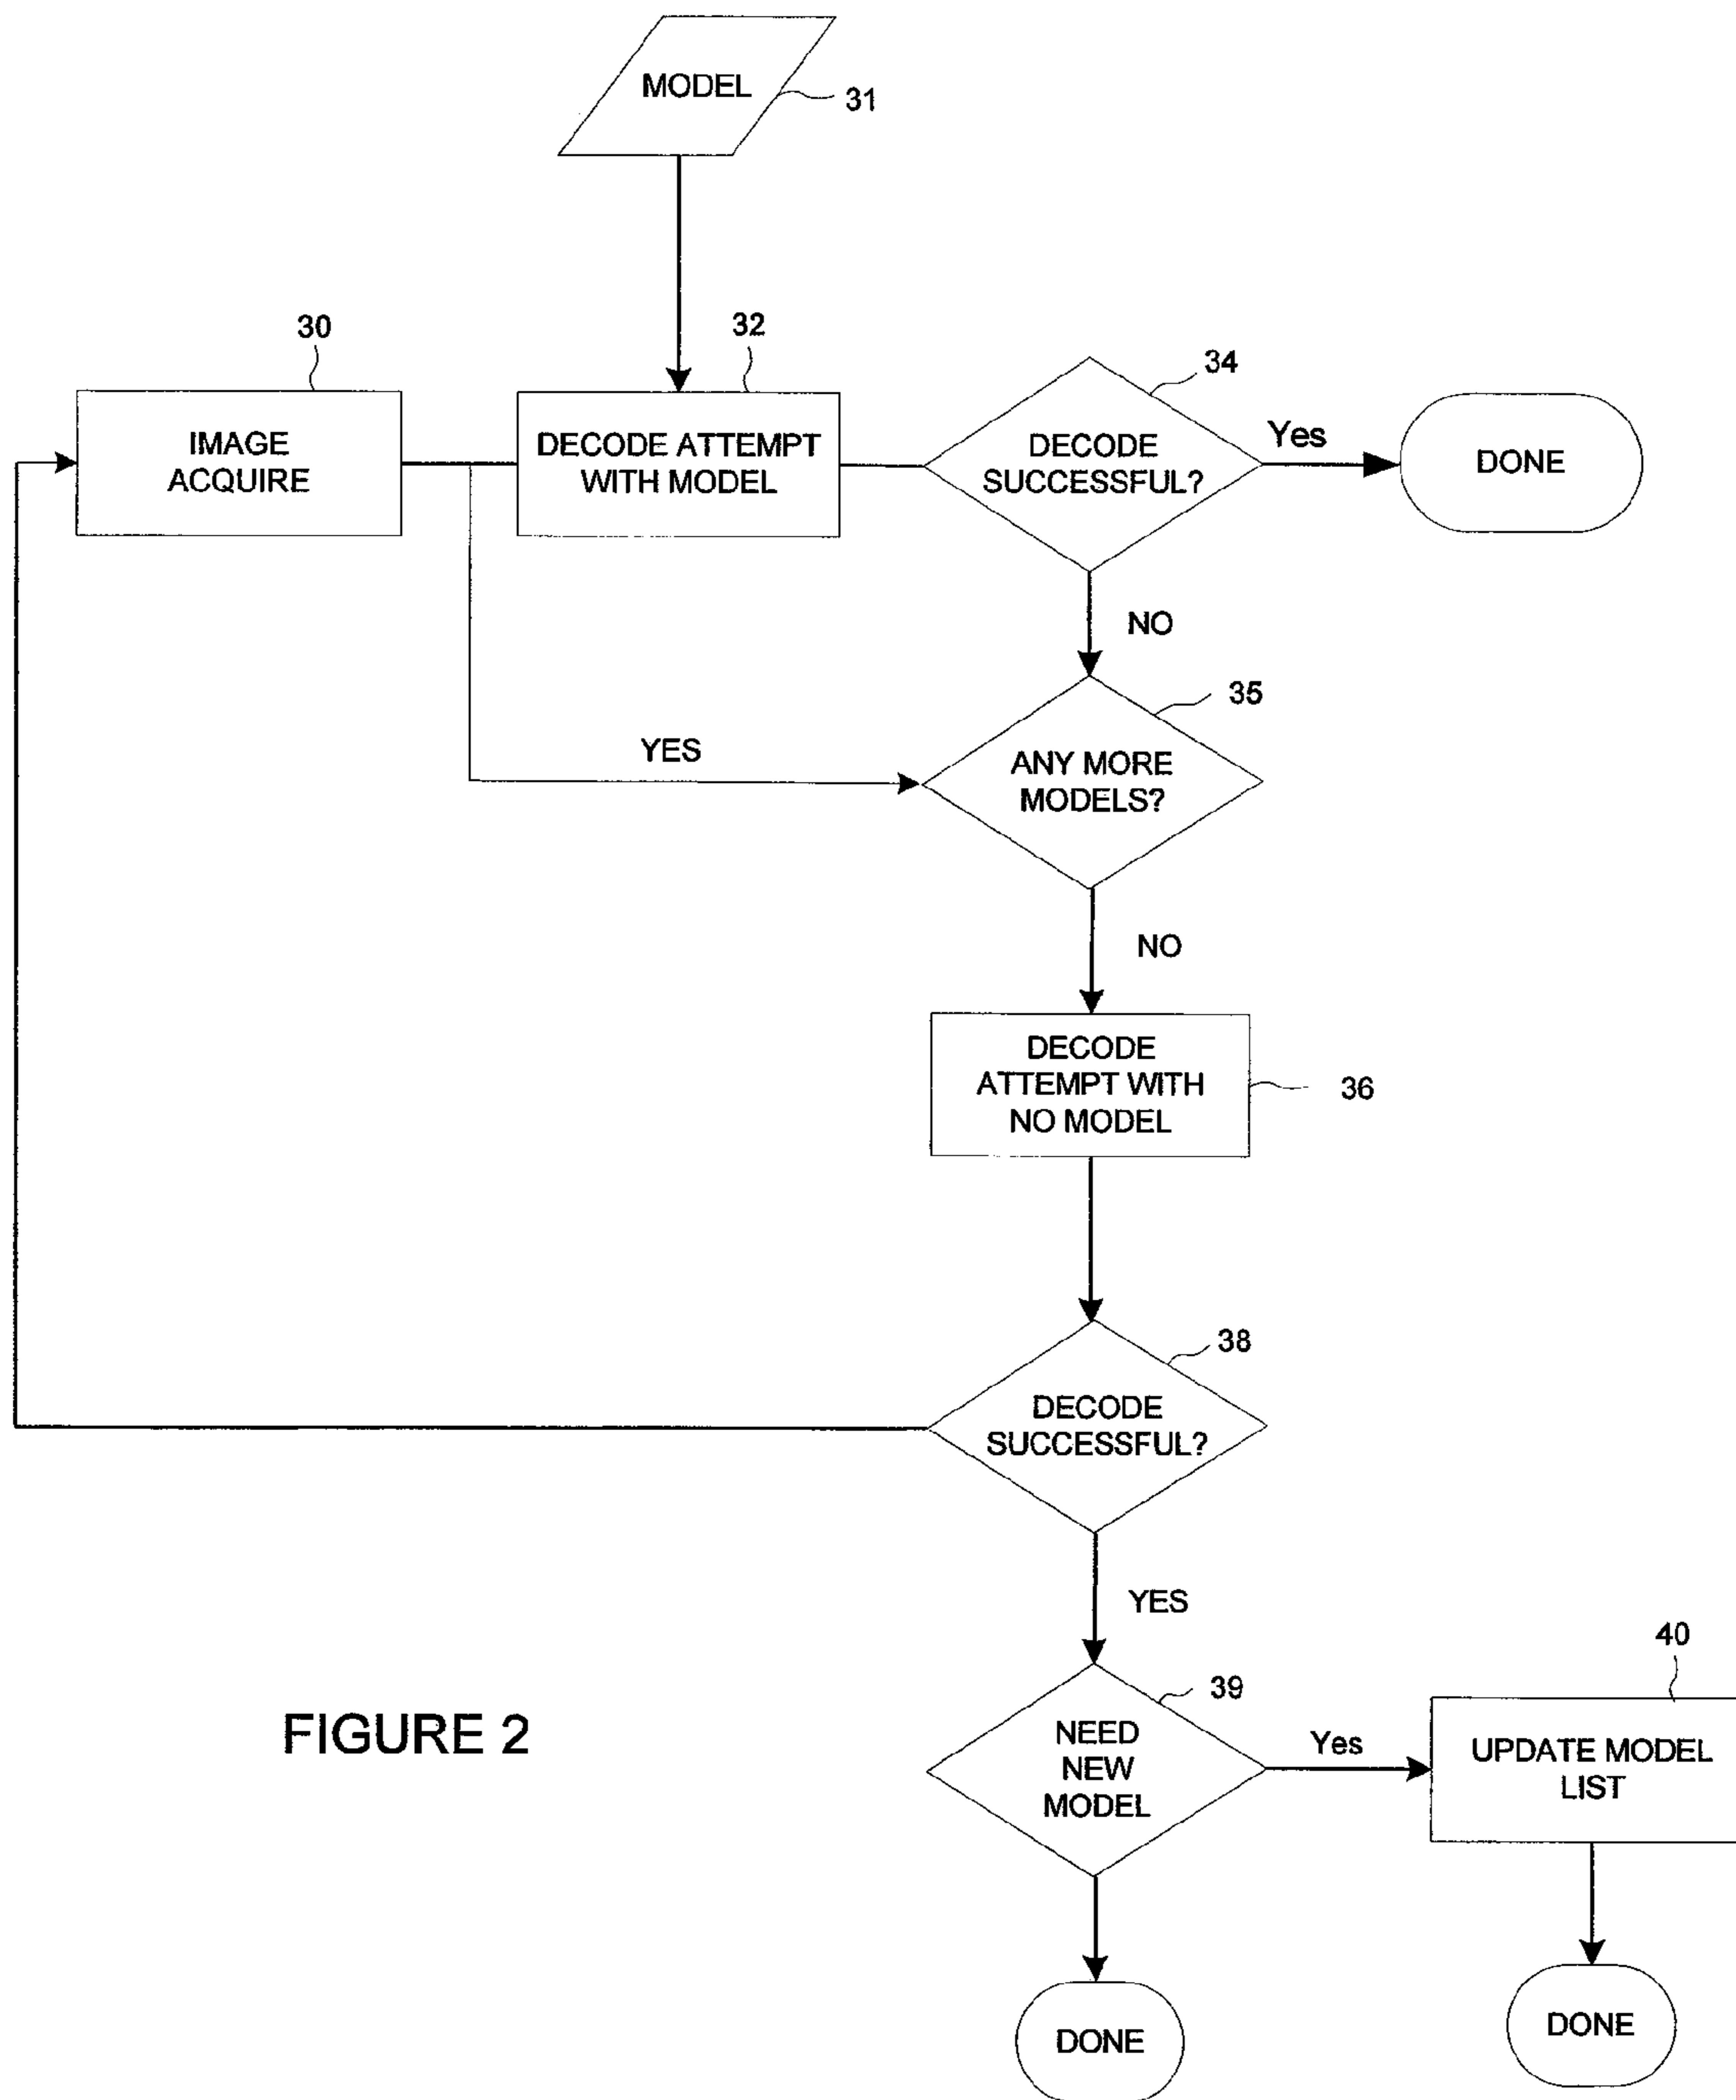 MODEL
31
30
32
34
IMAGE
ACQUIRE
DECODE ATTEMPT
WITH MODEL
DECODE
SUCCESSFUL?
Yes
DONE
NO
35
YES
ANY MORE
MODELS?
NO
DECODE
ATTEMPT WITH
NO MODEL
36
38
DECODE
SUCCESSFUL?
YES
40
39
FIGURE 2
NEED
NEW
MODEL
Yes
UPDATE MODEL
LIST
DONE
DONE